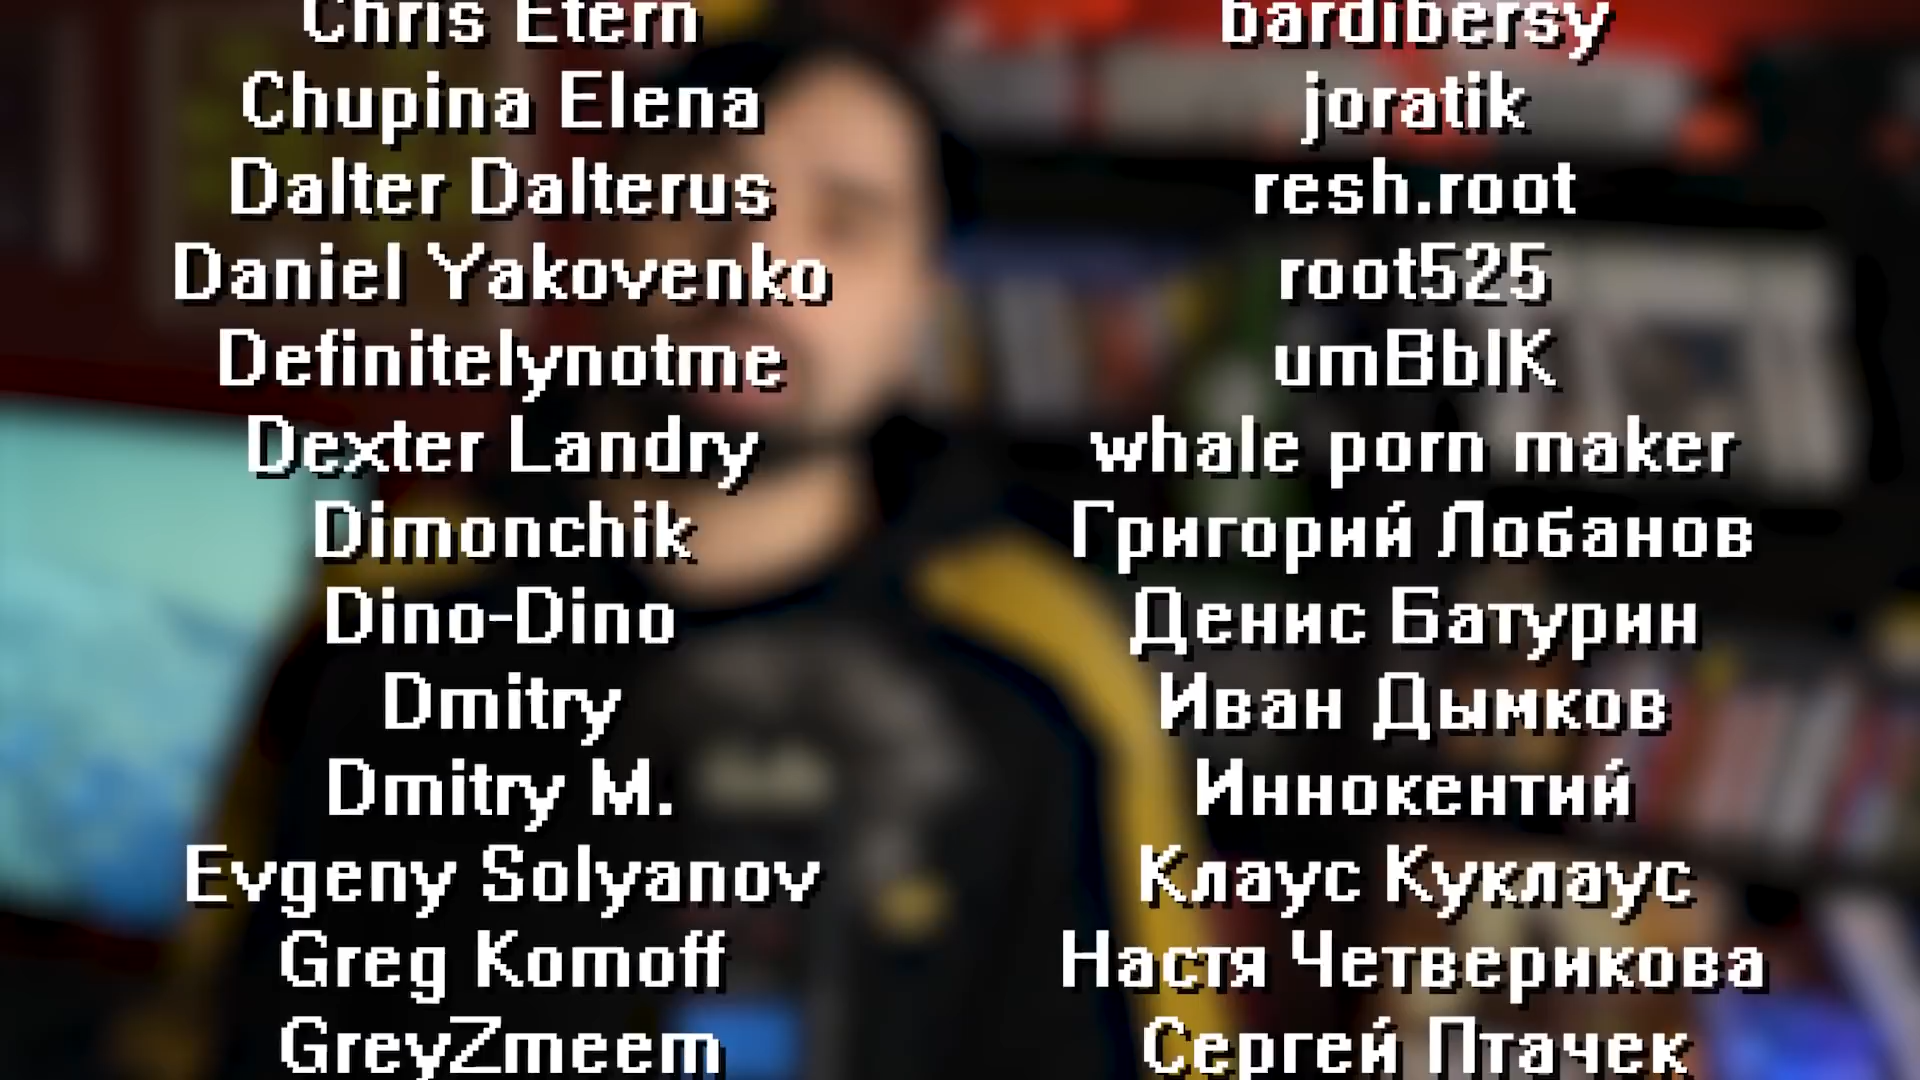 Chris Etern
Chupina Elena
Dalter Dalterus
Daniel Yakovenko
Definitelynotme
Dexter Landry
Dimonchik
Dino-Dino
Dmitry
Dmitry M.
Evgeny Solyanov
Greg Komoff
GreyZmeem
bardibersy
joratik
resh.root
root525
umBblK
whale porn maker
Григорий Лобанов
Денис Батурин
Иван Дымков
Иннокентий
Клаус Куклаус
Настя Четверикова
Сергей Птачек